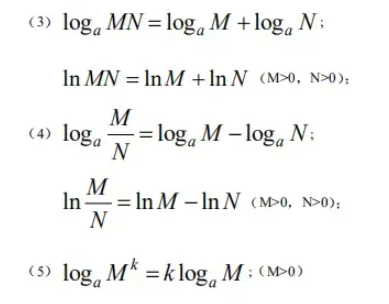 (3) logₐ MN = logₐ M + logₐ N；
ln MN = ln M + ln N（M>0，N>0）；
(4) logₐ M/N = logₐ M − logₐ N；
ln M/N = ln M − ln N（M>0，N>0）；
(5) logₐ Mᵏ = k logₐ M；（M>0）